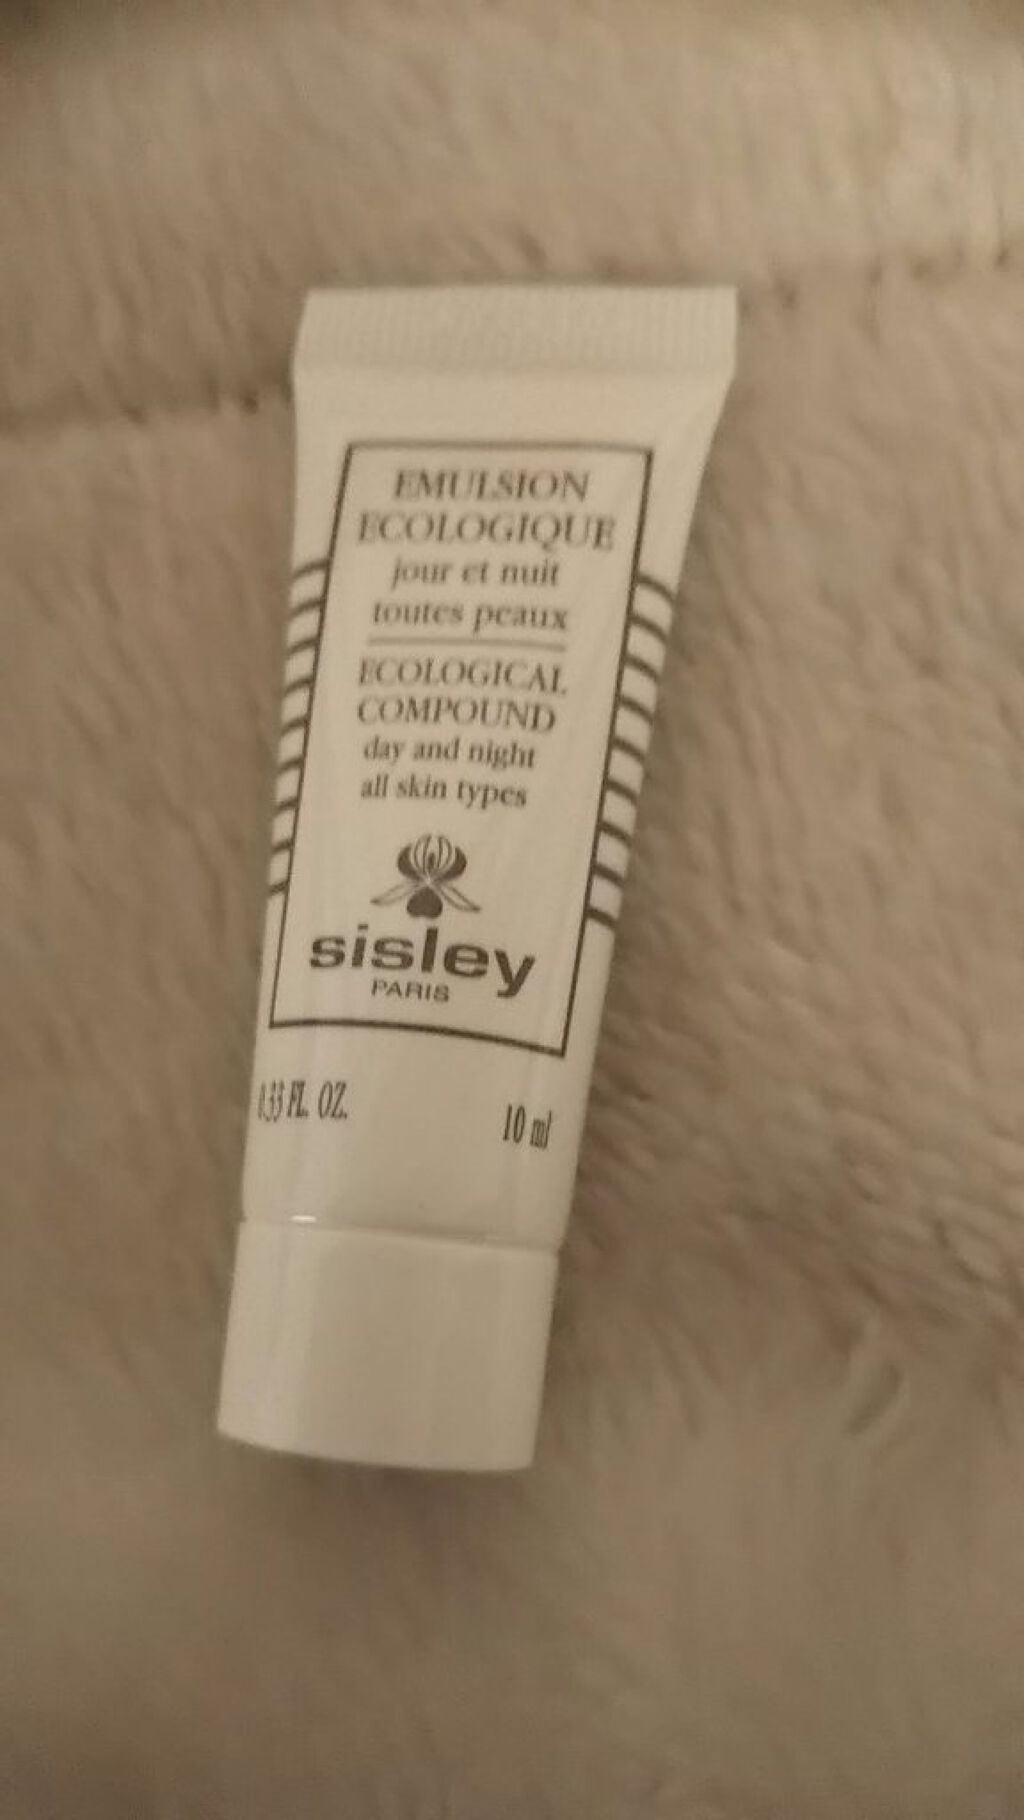 EMULSION
ECOLOGIQUE
jour et nuit
toutes peaux
ECOLOGICAL
COMPOUND
day and night
all skin types
sisley
PARIS
0.33 FL. OZ. 10 ml